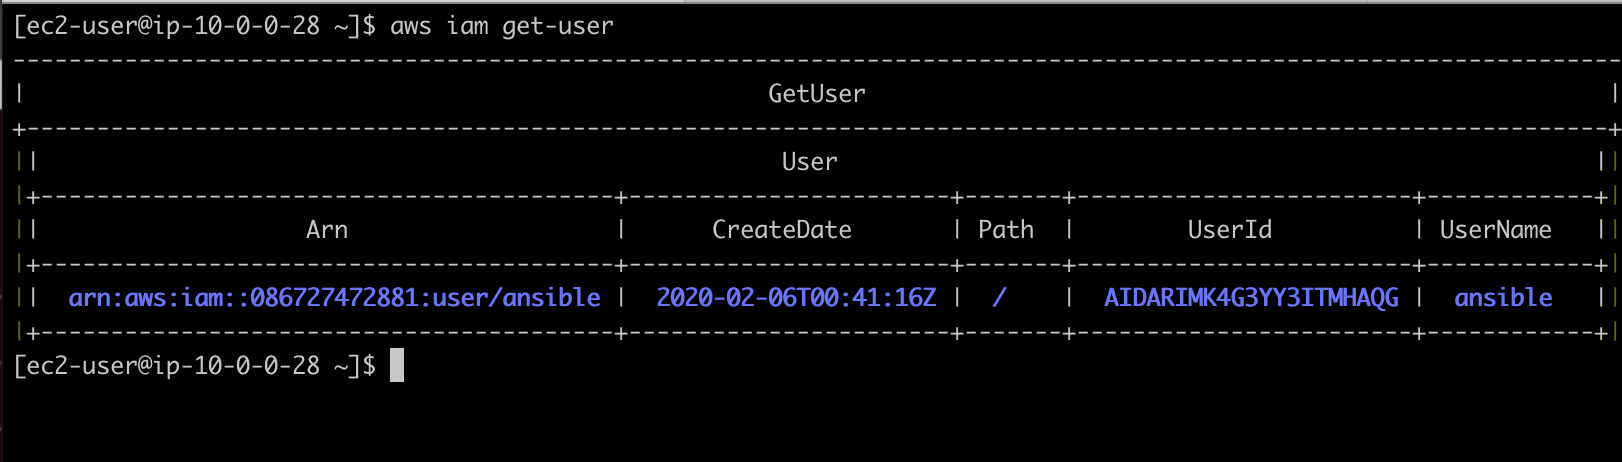 [ec2-user@ip-10-0-0-28 ~]$ aws iam get-user
GetUser
User
Arn | CreateDate | Path | UserId | UserName
arn:aws:iam::086727472881:user/ansible | 2020-02-06T00:41:16Z | / | AIDARIMK4G3YY3ITMHAQG | ansible
[ec2-user@ip-10-0-0-28 ~]$